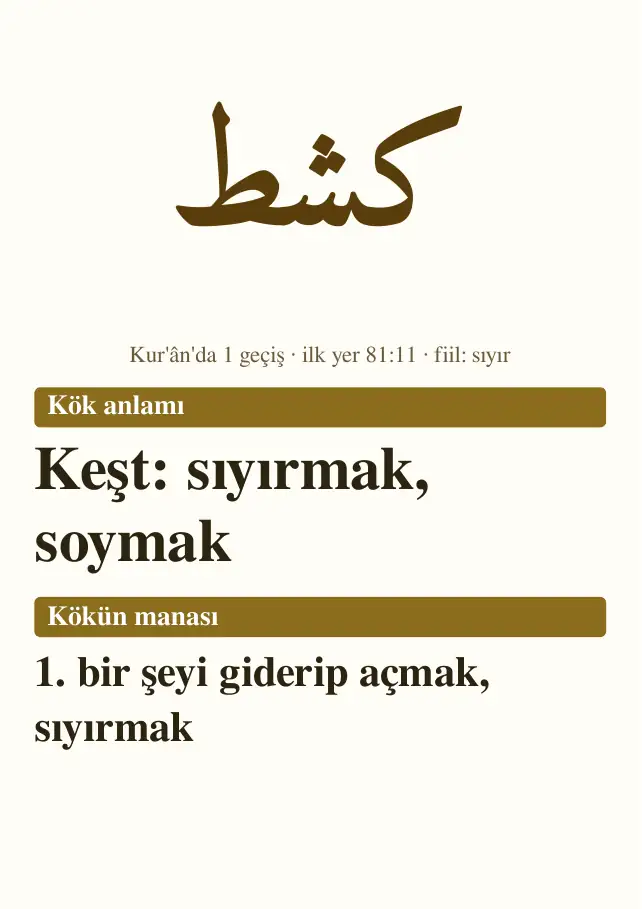 كشط
Kur'ân'da 1 geçiş · ilk yer 81:11 · fiil: sıyır
Kök anlamı
Keşt: sıyırmak,
soymak
Kökün manası
1. bir şeyi giderip açmak,
sıyırmak